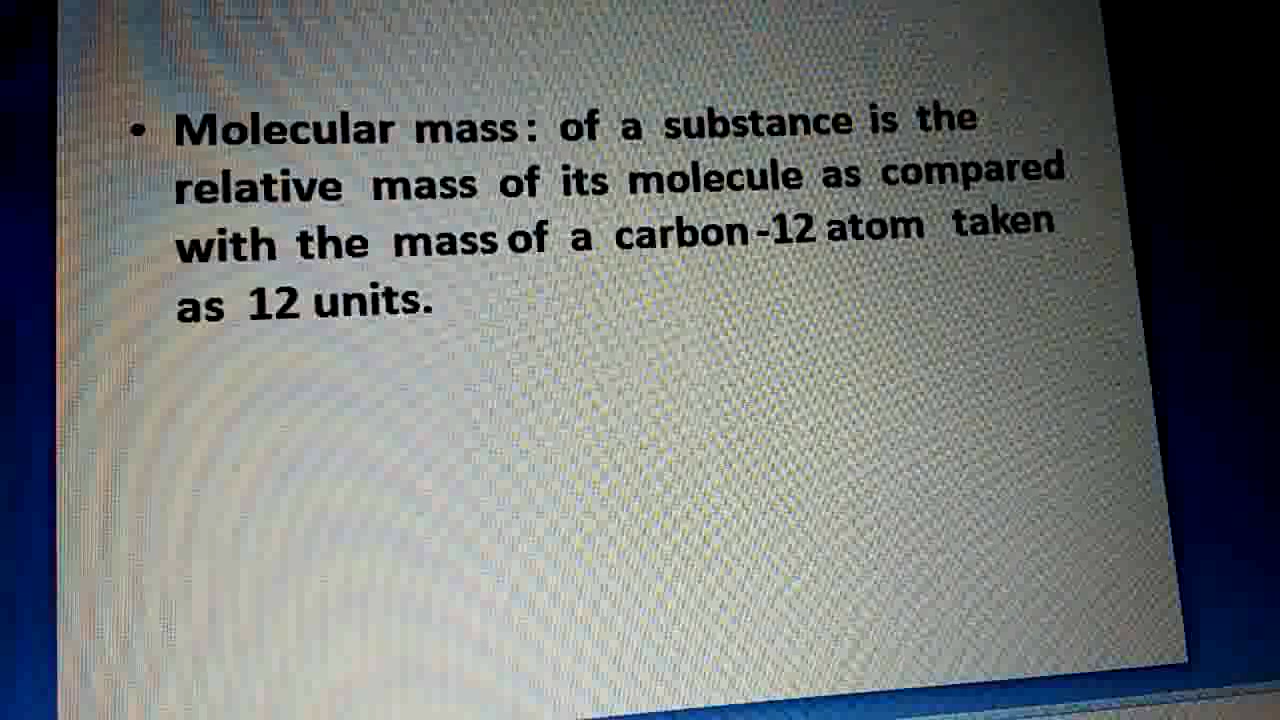 • Molecular mass: of a substance is the
relative mass of its molecule as compared
with the mass of a carbon-12 atom taken
as 12 units.